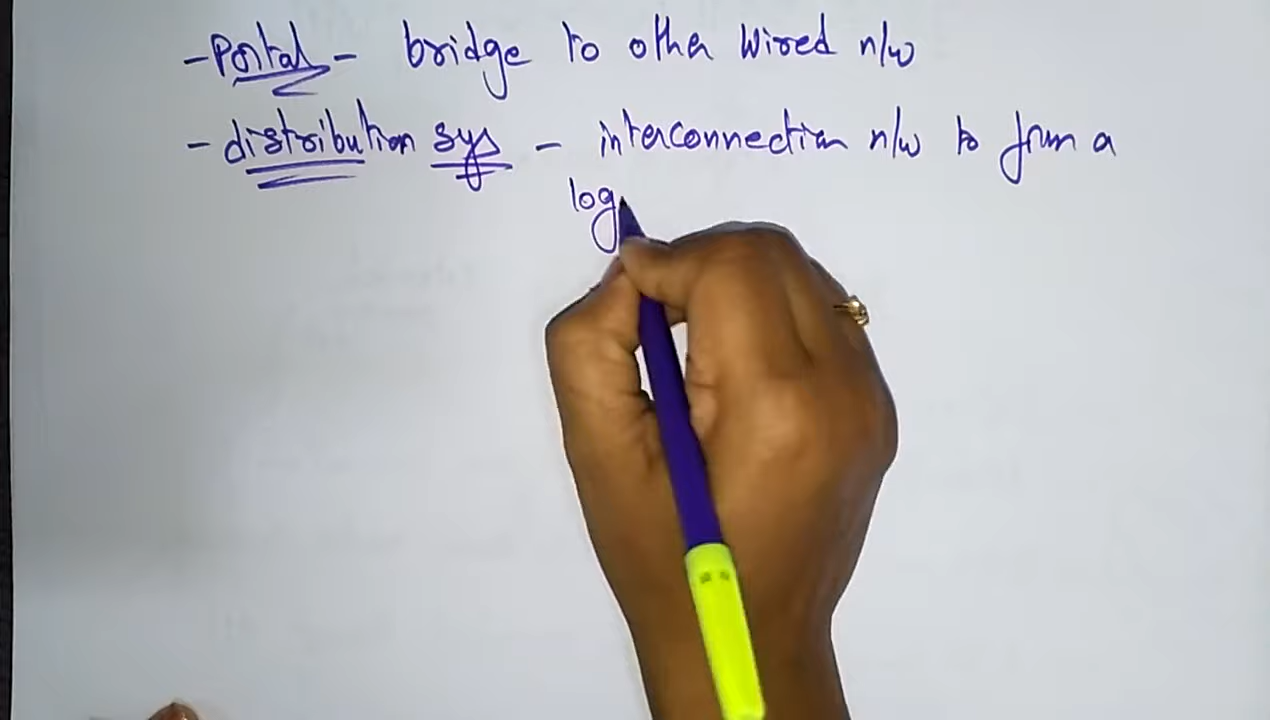 - Portal - bridge to other wired n/w
- distribution sys - interconnection n/w to form a
log